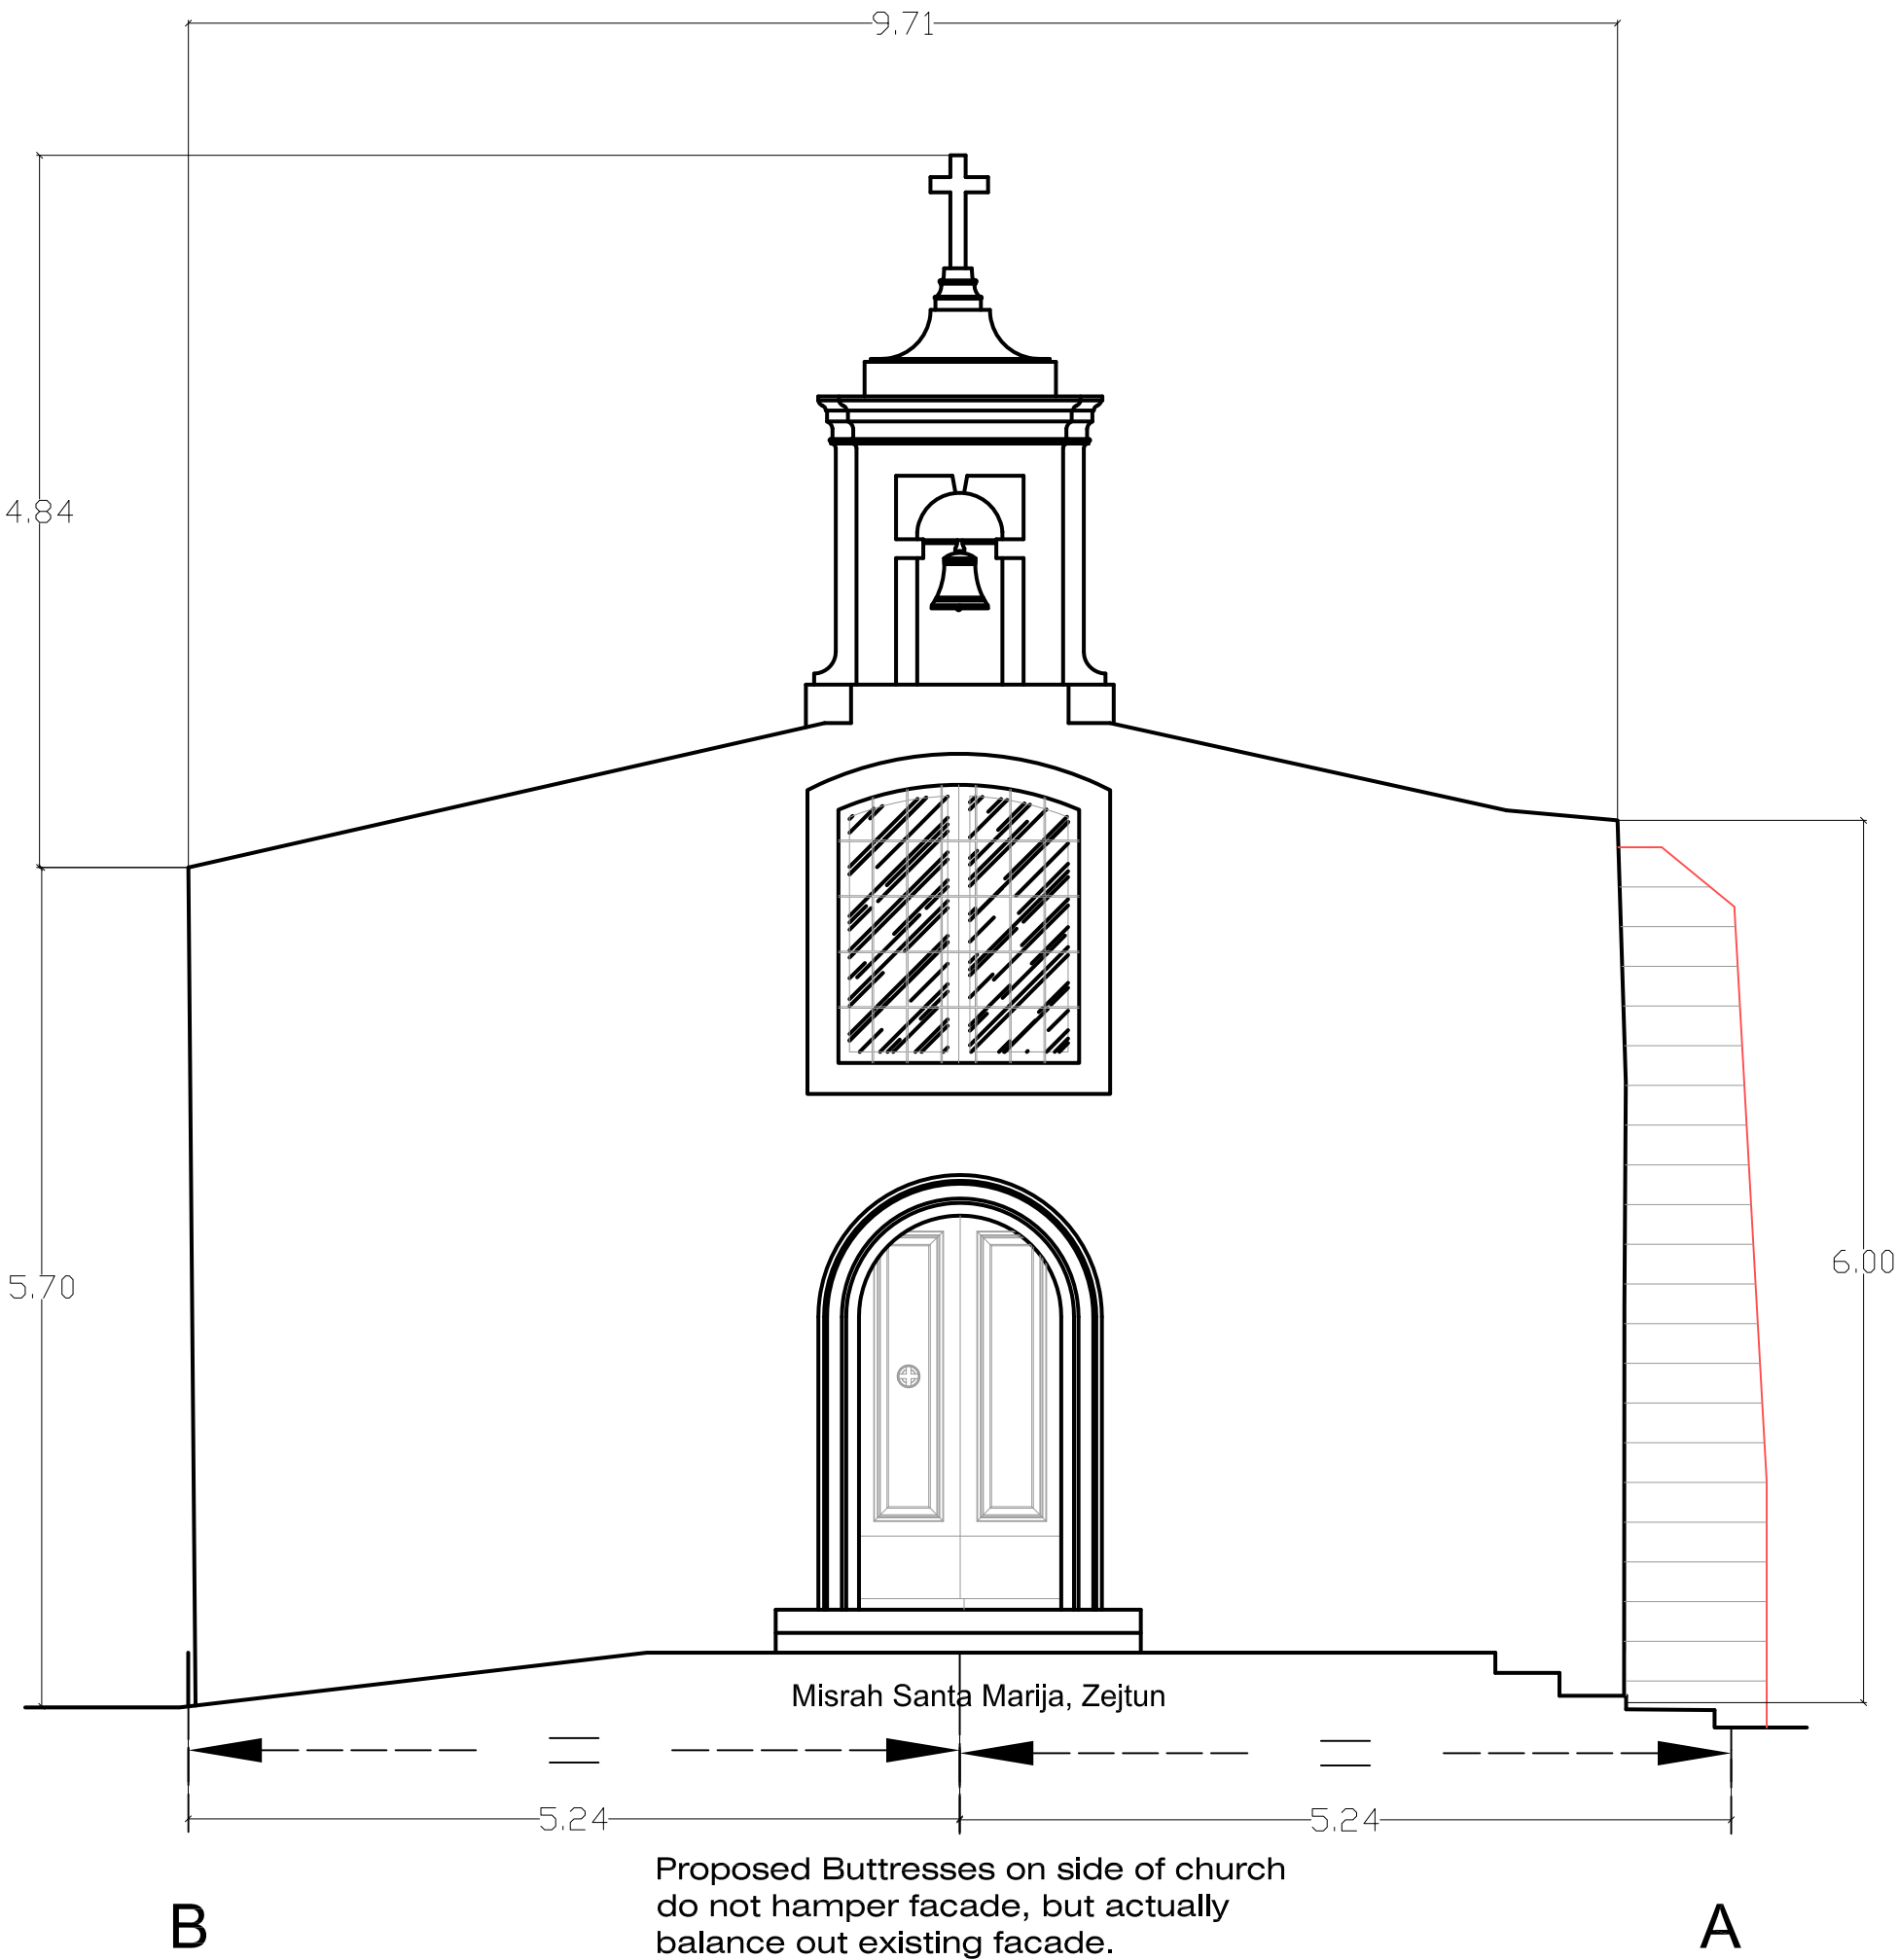 9.71
4.84
5.70
6.00
Misrah Santa Marija, Zejtun
= =
5.24 5.24
Proposed Buttresses on side of church
do not hamper facade, but actually
balance out existing facade.
B A